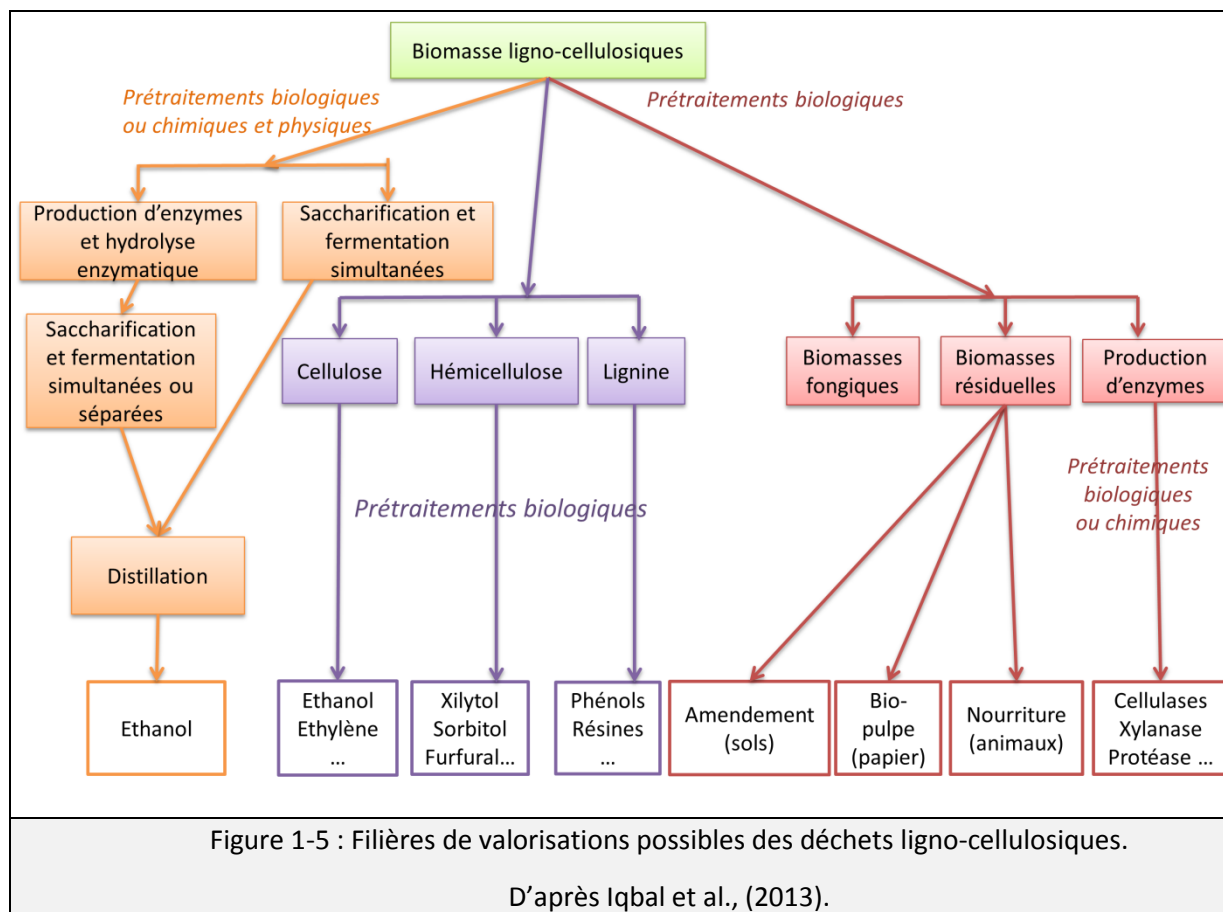 Biomasse ligno-cellulosiques
Prétraitements biologiques
ou chimiques et physiques
Prétraitements biologiques
Production d'enzymes
et hydrolyse
enzymatique
Saccharification et
fermentation
simultanées
Saccharification
et fermentation
simultanées ou
séparées
Cellulose
Hémicellulose
Lignine
Biomasses
fongiques
Biomasses
résiduelles
Production
d'enzymes
Prétraitements biologiques
Prétraitements
biologiques
ou chimiques
Distillation
Ethanol
Ethanol
Ethylène
...
Xilytol
Sorbitol
Furfural...
Phénols
Résines
...
Amendement
(sols)
Bio-
pulpe
(papier)
Nourriture
(animaux)
Cellulases
Xylanase
Protéase ...
Figure 1-5 : Filières de valorisations possibles des déchets ligno-cellulosiques.
D'après Iqbal et al., (2013).